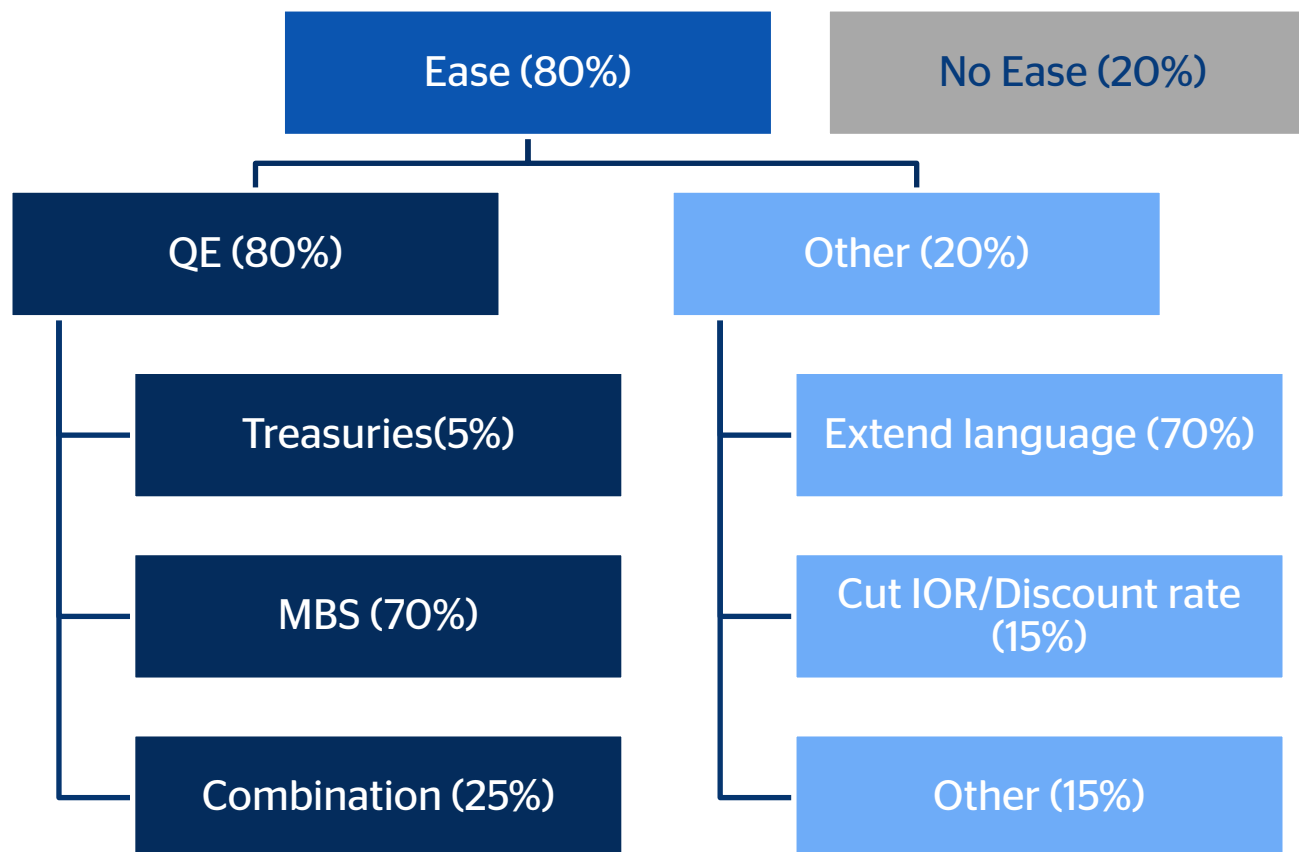 Ease (80%)
No Ease (20%)
QE (80%)
Other (20%)
Treasuries(5%)
Extend language (70%)
MBS (70%)
Cut IOR/Discount rate
(15%)
Combination (25%)
Other (15%)